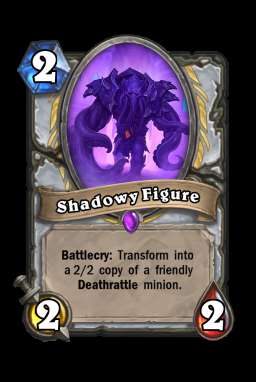 2
Shadowy Figure
Battlecry: Transform into
a 2/2 copy of a friendly
Deathrattle minion.
2 2